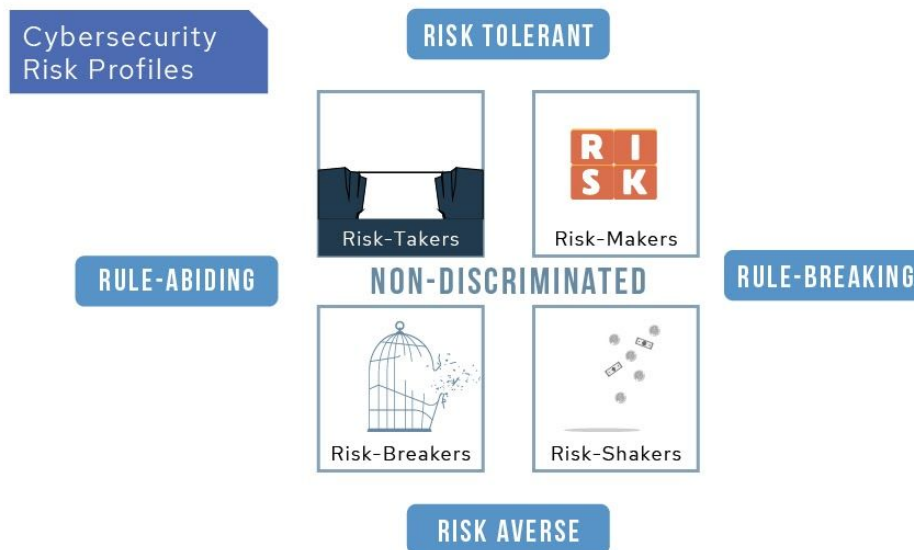 Cybersecurity
Risk Profiles
RISK TOLERANT
R I
S K
Risk-Takers
Risk-Makers
RULE-ABIDING
NON-DISCRIMINATED
RULE-BREAKING
Risk-Breakers
Risk-Shakers
RISK AVERSE